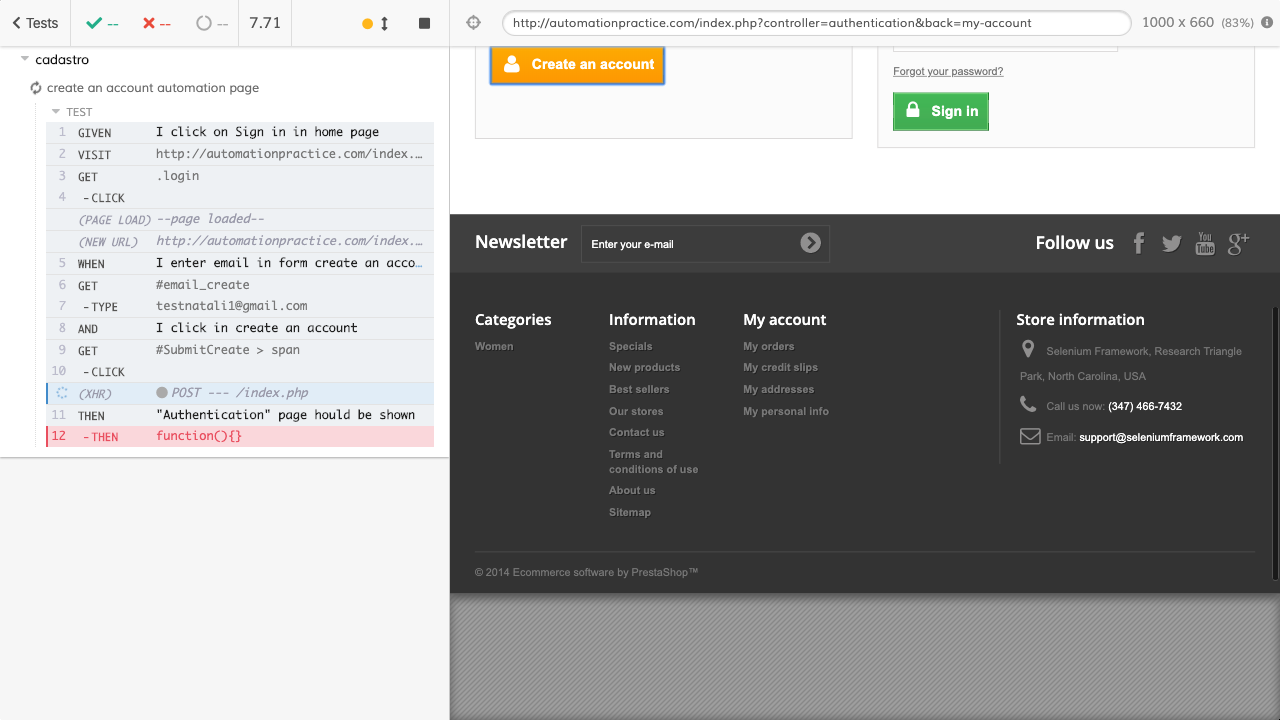 Tests
--
--
--
7.71
http://automationpractice.com/index.php?controller=authentication&back=my-account
1000 x 660 (83%)
cadastro
create an account automation page
TEST
1 GIVEN I click on Sign in in home page
2 VISIT http://automationpractice.com/index.…
3 GET .login
4 - CLICK
(PAGE LOAD) --page loaded--
(NEW URL) http://automationpractice.com/index.…
5 WHEN I enter email in form create an acco…
6 GET #email_create
7 - TYPE testnatali1@gmail.com
8 AND I click in create an account
9 GET #SubmitCreate > span
10 - CLICK
(XHR) POST --- /index.php
11 THEN "Authentication" page hould be shown
12 - THEN function(){}
Create an account
Forgot your password?
Sign in
Newsletter
Enter your e-mail
Follow us
You
Tube
g+
Categories
Women
Information
Specials
New products
Best sellers
Our stores
Contact us
Terms and
conditions of use
About us
Sitemap
My account
My orders
My credit slips
My addresses
My personal info
Store information
Selenium Framework, Research Triangle
Park, North Carolina, USA
Call us now: (347) 466-7432
Email: support@seleniumframework.com
© 2014 Ecommerce software by PrestaShop™